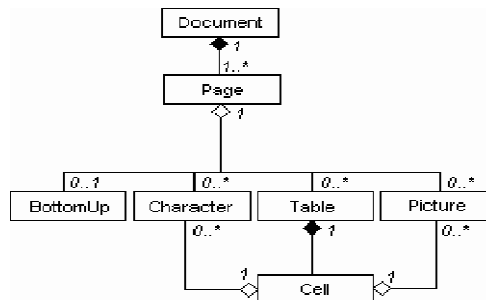 Document
1
1..*
Page
1
0..1 0..* 0..* 0..*
BottomUp Character Table Picture
0..* 1 0..*
1 1
Cell